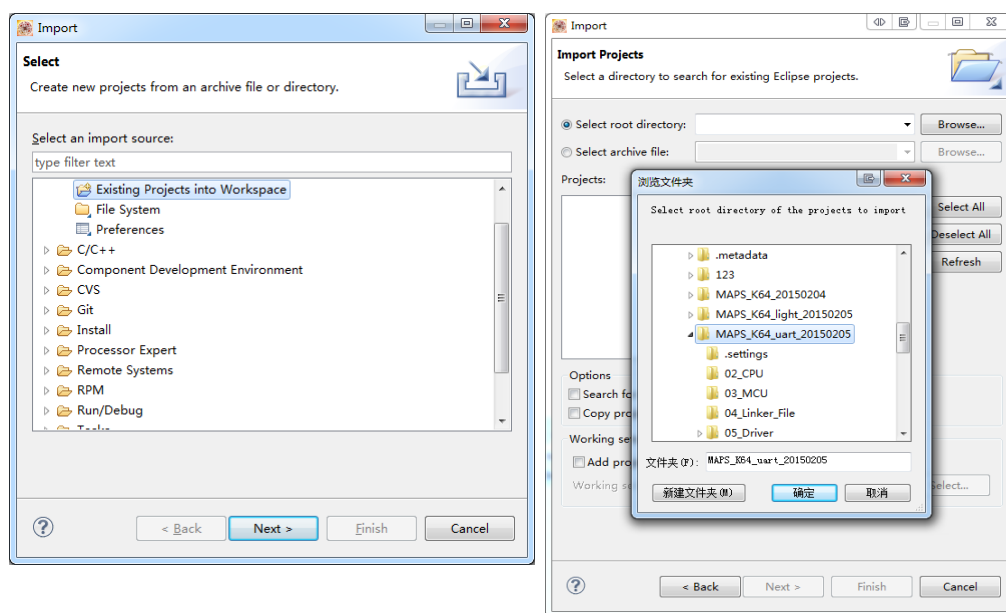 Import
Select
Create new projects from an archive file or directory.
Select an import source:
type filter text
Existing Projects into Workspace
File System
Preferences
C/C++
Component Development Environment
CVS
Git
Install
Processor Expert
Remote Systems
RPM
Run/Debug
Tasks
< Back
Next >
Finish
Cancel
Import
Import Projects
Select a directory to search for existing Eclipse projects.
Select root directory:
Browse...
Select archive file:
Browse...
Projects:
Select All
Deselect All
Refresh
浏览文件夹
Select root directory of the projects to import
.metadata
123
MAPS_K64_20150204
MAPS_K64_light_20150205
MAPS_K64_uart_20150205
.settings
02_CPU
03_MCU
04_Linker_File
05_Driver
文件夹(F):
MAPS_K64_uart_20150205
新建文件夹(M)
确定
取消
Options
Search fo
Copy pro
Working se
Add pro
Working se
elect...
< Back
Next >
Finish
Cancel